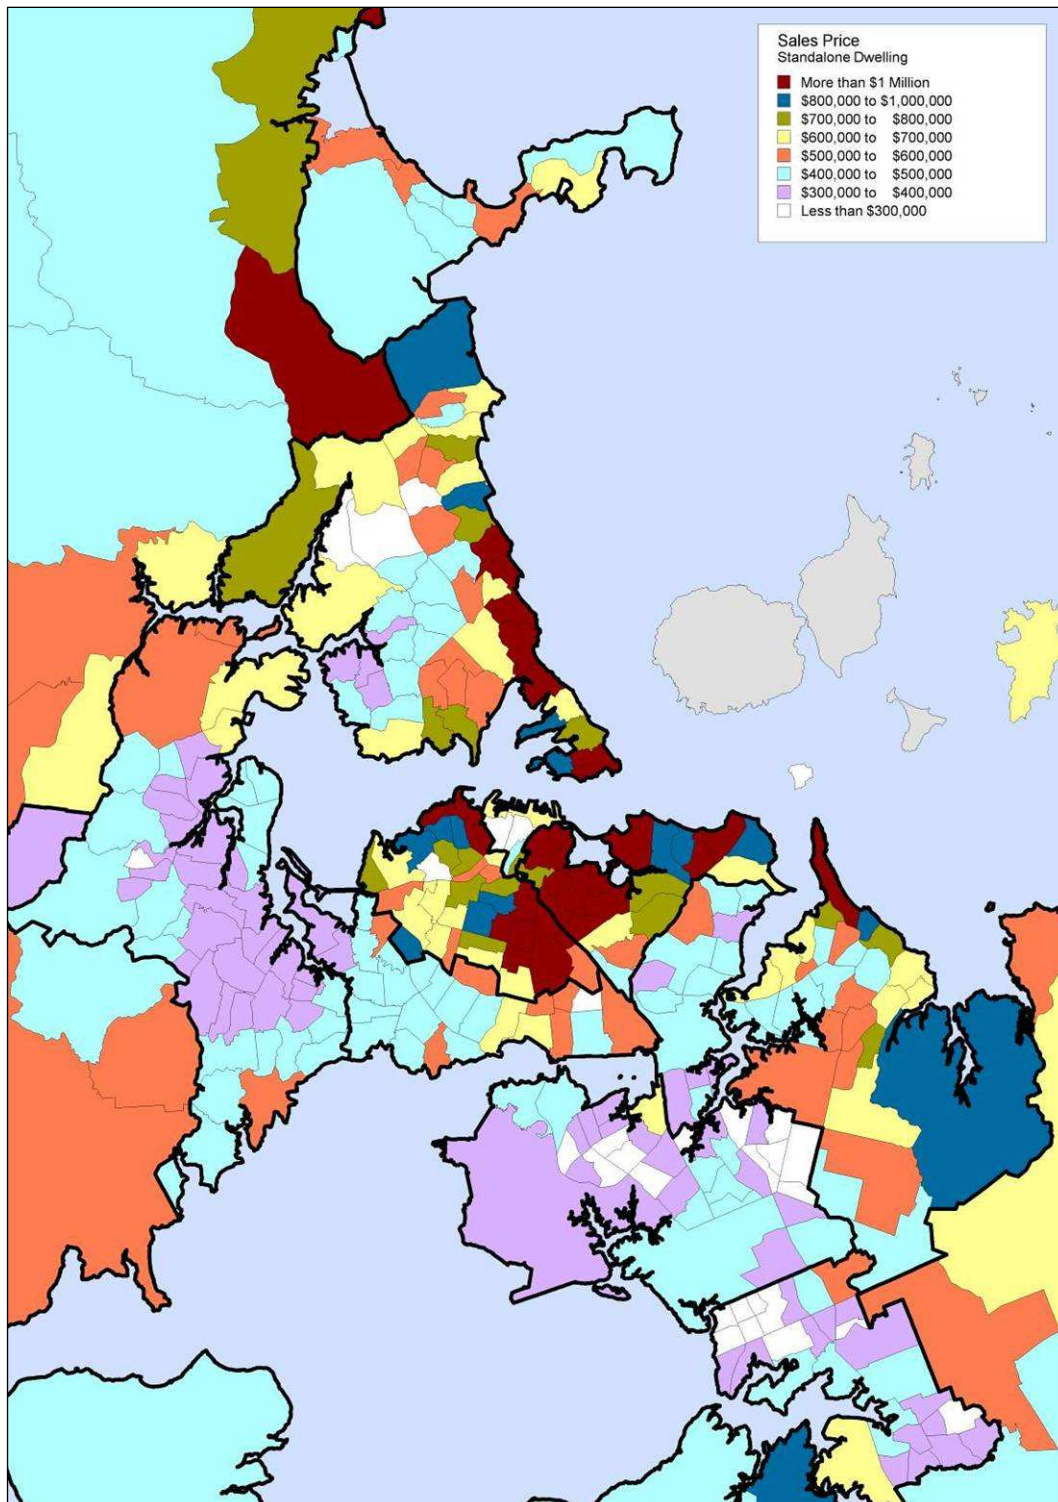 Sales Price
Standalone Dwelling
More than $1 Million
$800,000 to $1,000,000
$700,000 to $800,000
$600,000 to $700,000
$500,000 to $600,000
$400,000 to $500,000
$300,000 to $400,000
Less than $300,000